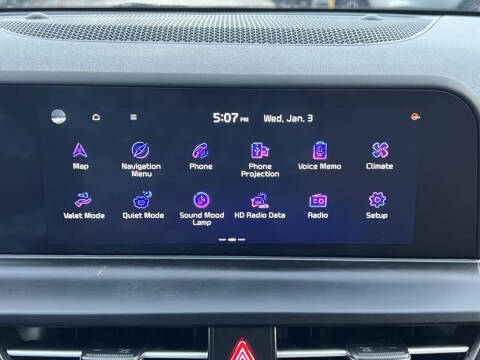 5:07 PM Wed, Jan. 3
Map Navigation Menu Phone Phone Projection Voice Memo Climate
Valet Mode Quiet Mode Sound Mood Lamp HD Radio Data Radio Setup